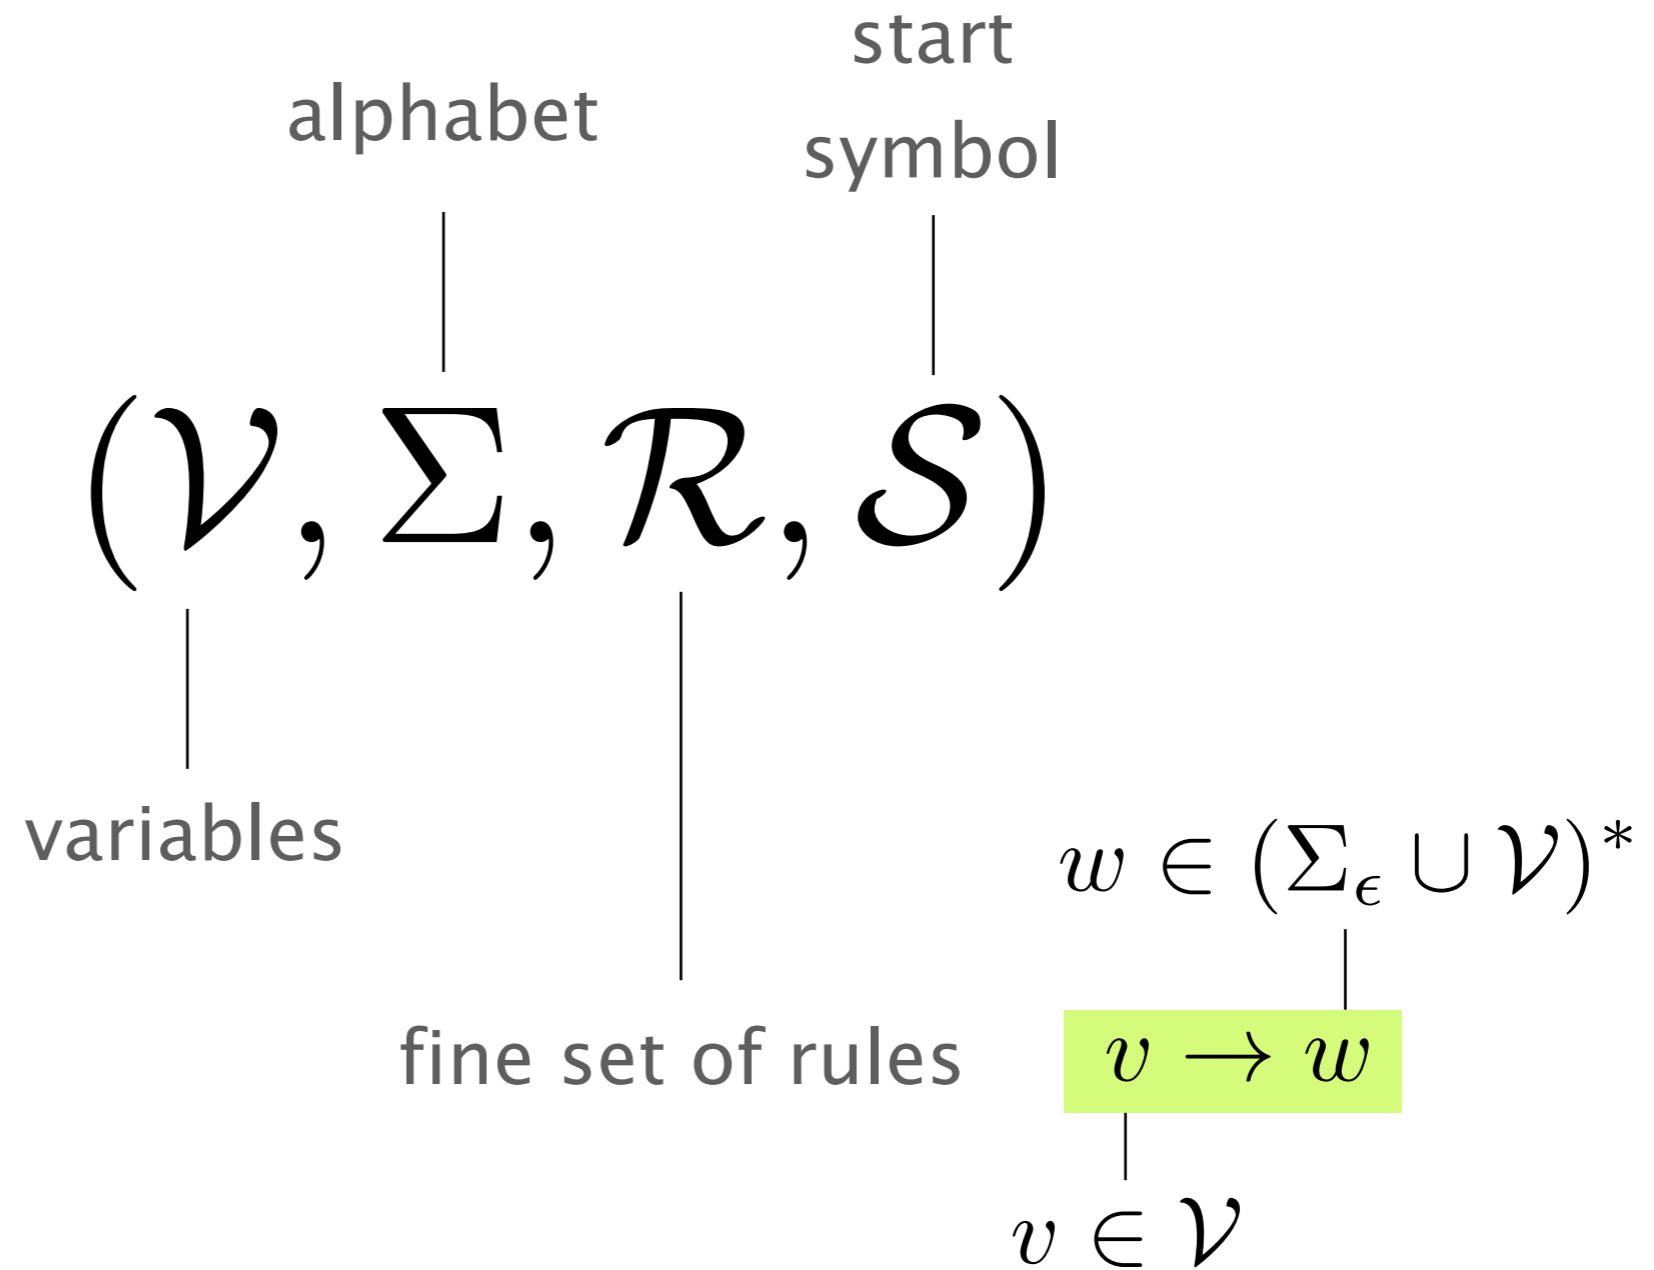 start
alphabet
symbol
(𝒱, Σ, ℛ, 𝒮)
variables
w ∈ (Σ_ϵ ∪ 𝒱)*
fine set of rules
v → w
v ∈ 𝒱